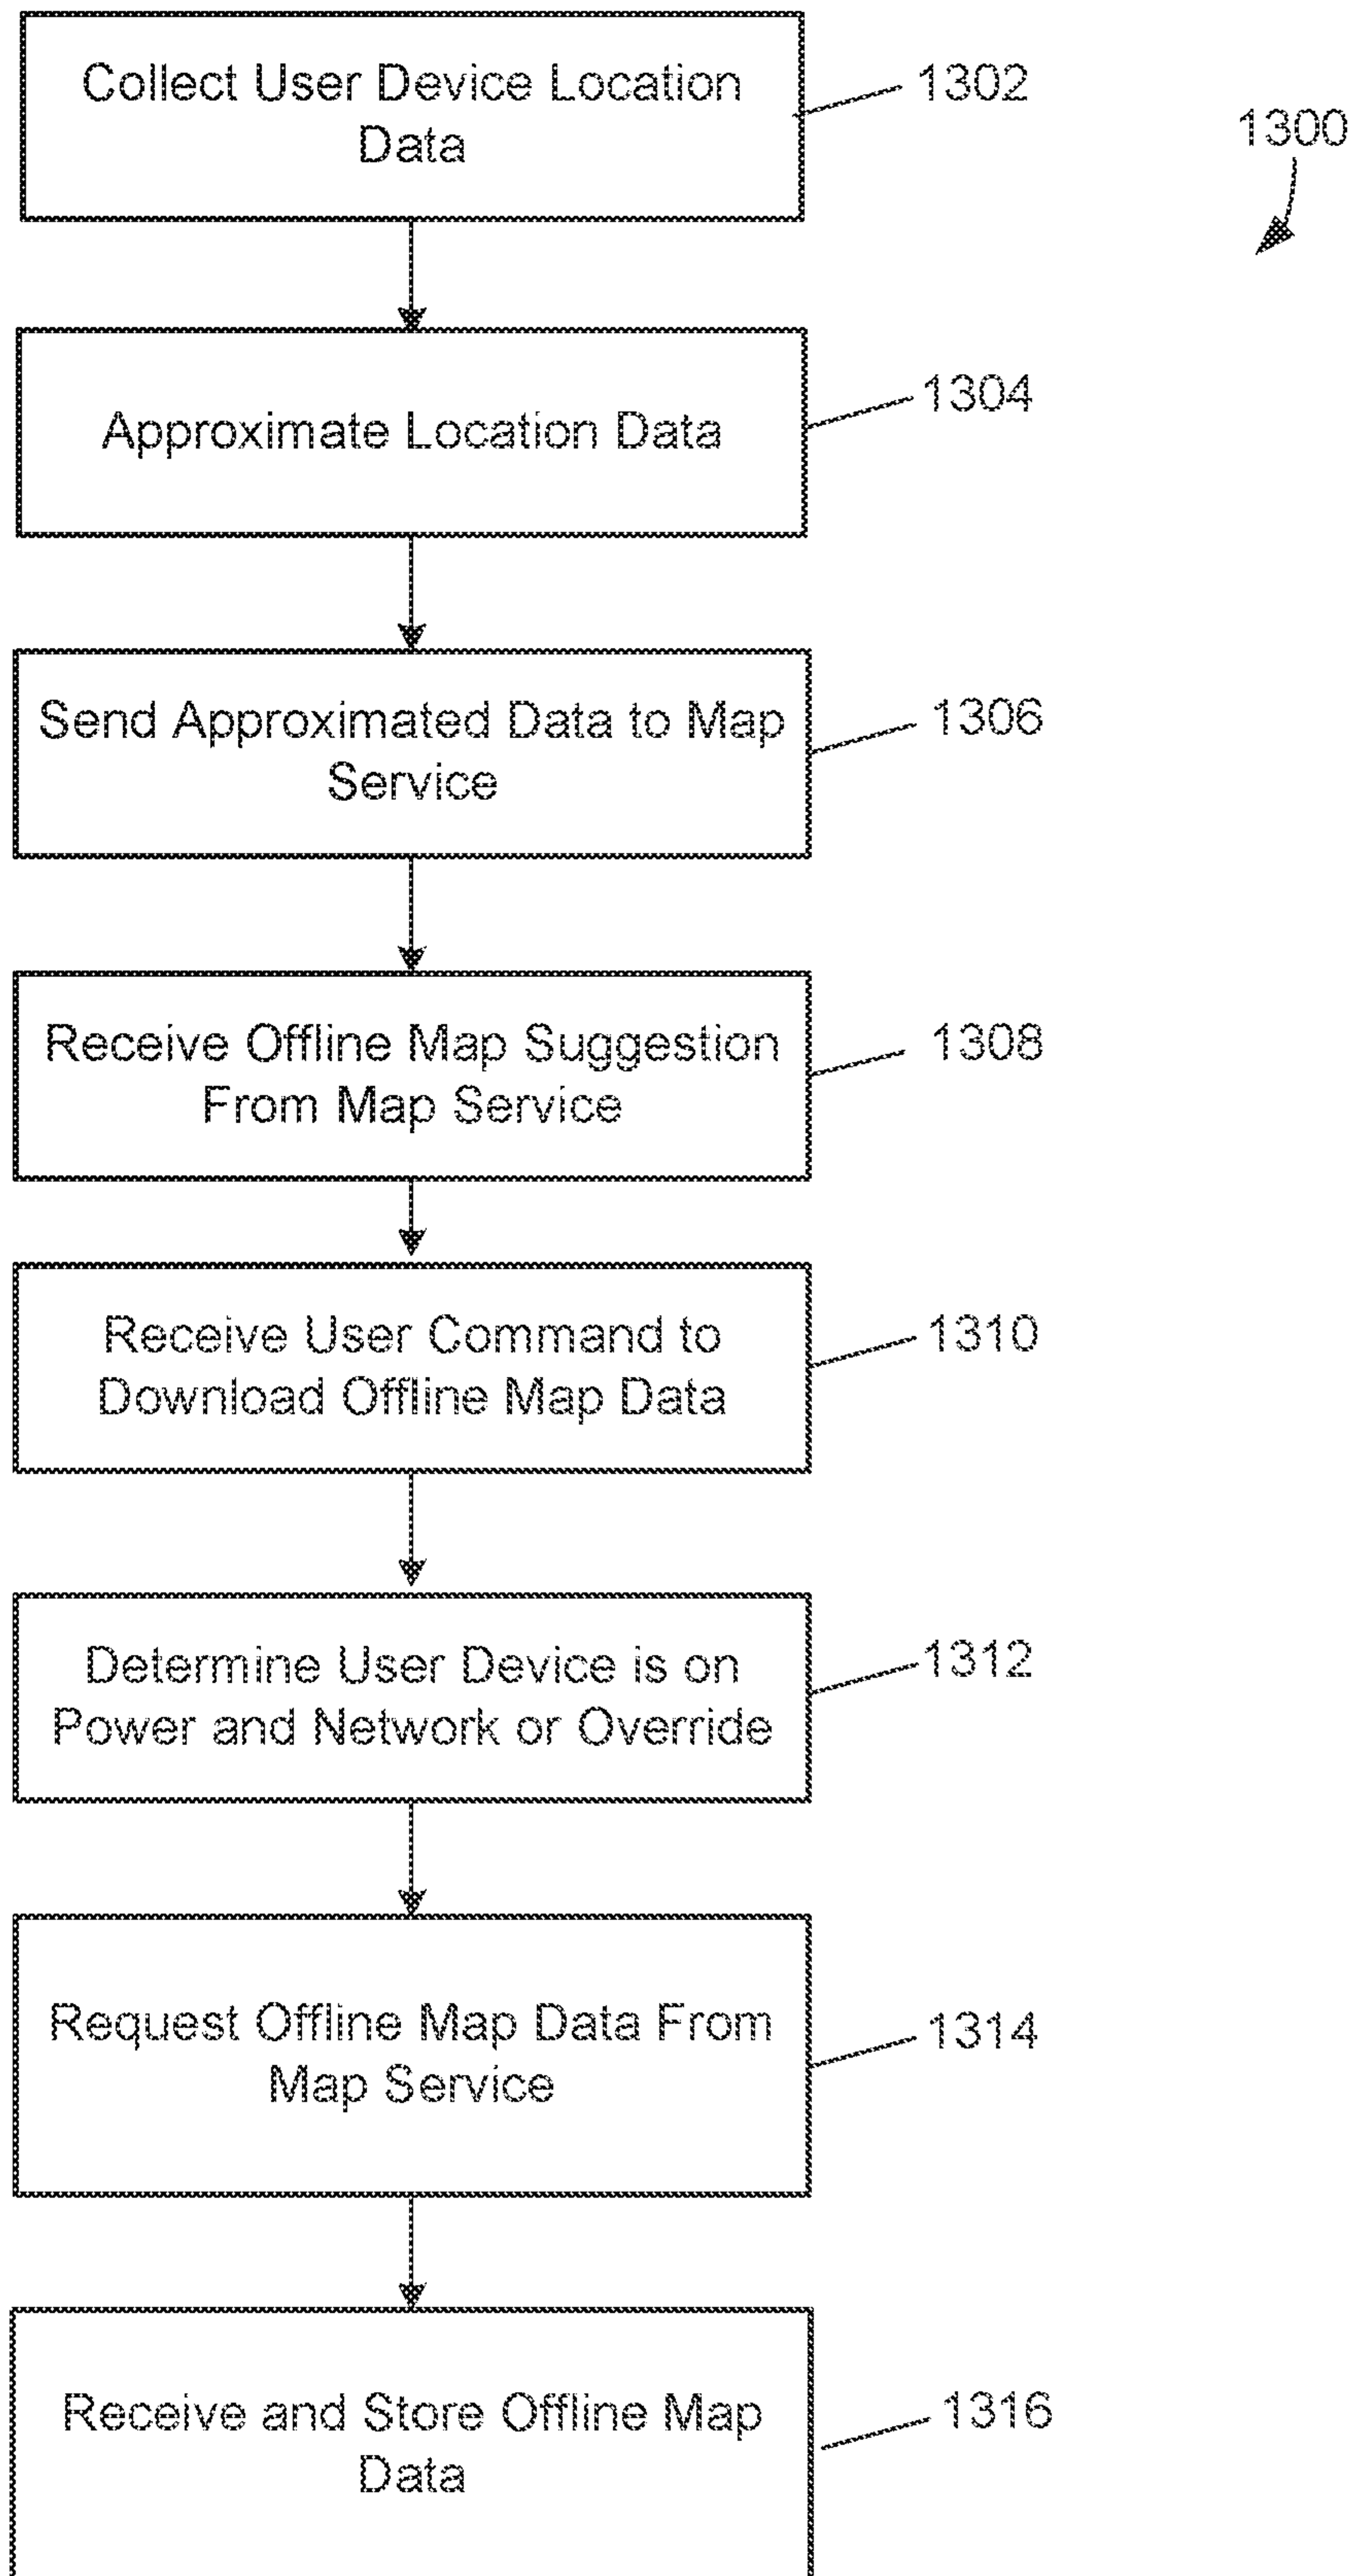 Collect User Device Location
Data
1302
1300
Approximate Location Data
1304
Send Approximated Data to Map
Service
1306
Receive Offline Map Suggestion
From Map Service
1308
Receive User Command to
Download Offline Map Data
1310
Determine User Device is on
Power and Network or Override
1312
Request Offline Map Data From
Map Service
1314
Receive and Store Offline Map
Data
1316